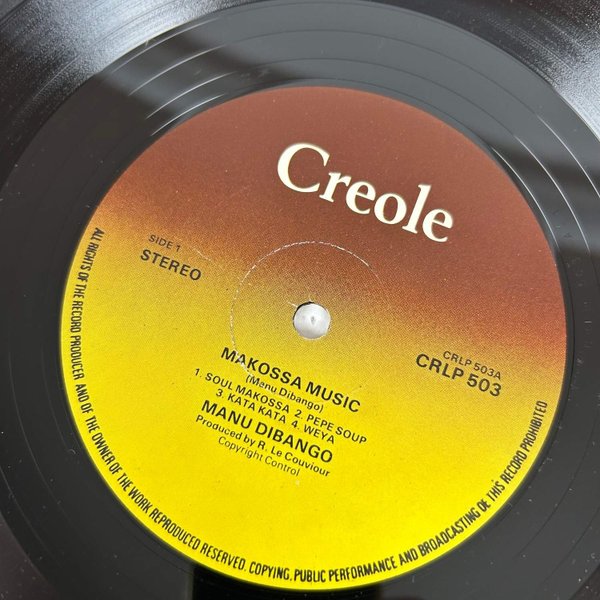 Creole
SIDE 1
STEREO
CRLP 503A
CRLP 503
MAKOSSA MUSIC
(Manu Dibango)
1. SOUL MAKOSSA 2. PEPE SOUP
3. KATA KATA 4. WEYA
MANU DIBANGO
Produced by R. Le Couviour
Copyright Control
ALL RIGHTS OF THE RECORD PRODUCER AND OF THE OWNER OF THE WORK REPRODUCED RESERVED. COPYING, PUBLIC PERFORMANCE AND BROADCASTING OE THIS RECORD PROHIBITED